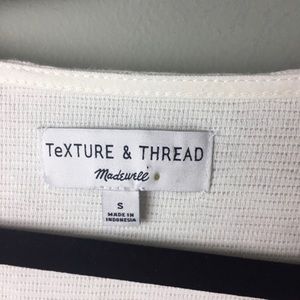 TeXTURE & THREAD
Madewell
S
MADE IN
INDONESIA